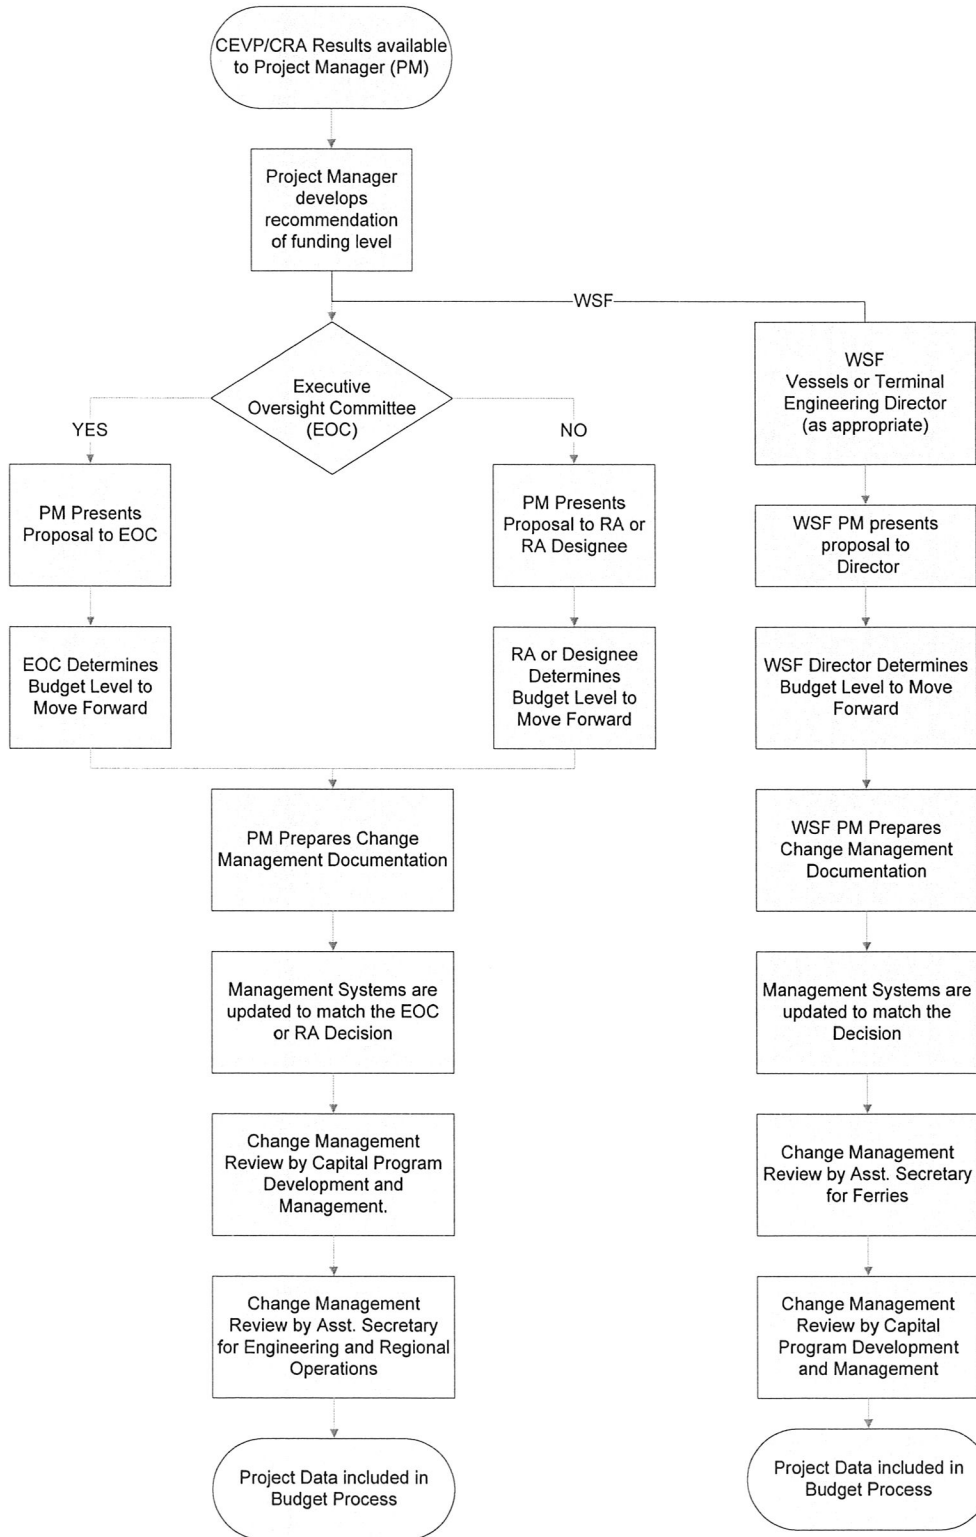 CEVP/CRA Results available
to Project Manager (PM)
Project Manager
develops
recommendation
of funding level
WSF
Executive
Oversight Committee
(EOC)
WSF
Vessels or Terminal
Engineering Director
(as appropriate)
YES
NO
PM Presents
Proposal to EOC
PM Presents
Proposal to RA or
RA Designee
WSF PM presents
proposal to
Director
EOC Determines
Budget Level to
Move Forward
RA or Designee
Determines
Budget Level to
Move Forward
WSF Director Determines
Budget Level to Move
Forward
PM Prepares Change
Management Documentation
WSF PM Prepares
Change Management
Documentation
Management Systems are
updated to match the EOC
or RA Decision
Management Systems are
updated to match the
Decision
Change Management
Review by Capital Program
Development and
Management.
Change Management
Review by Asst. Secretary
for Ferries
Change Management
Review by Asst. Secretary
for Engineering and Regional
Operations
Change Management
Review by Capital
Program Development
and Management
Project Data included in
Budget Process
Project Data included in
Budget Process